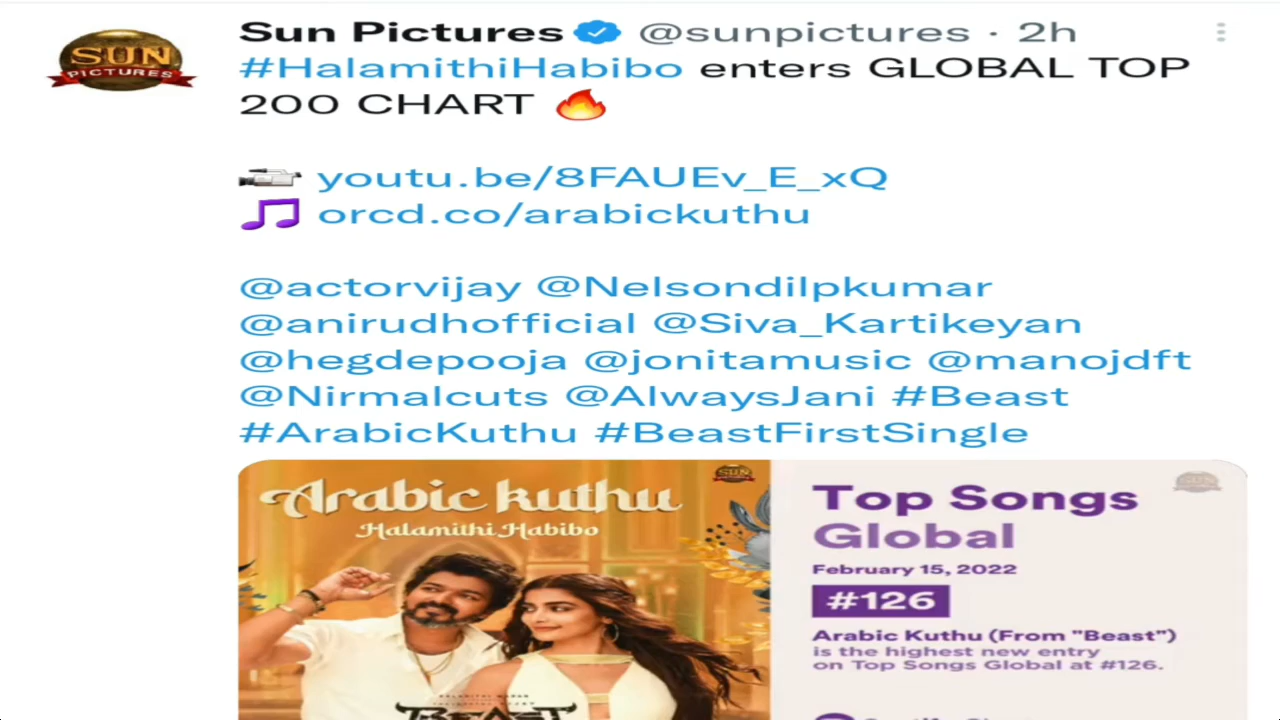 SUN
PICTURES
Sun Pictures @sunpictures · 2h
#HalamithiHabibo enters GLOBAL TOP
200 CHART 🔥
🎥 youtu.be/8FAUEv_E_xQ
🎵 orcd.co/arabickuthu
@actorvijay @Nelsondilpkumar
@anirudhofficial @Siva_Kartikeyan
@hegdepooja @jonitamusic @manojdft
@Nirmalcuts @AlwaysJani #Beast
#ArabicKuthu #BeastFirstSingle
SUN
Arabic kuthu
Halamithi Habibo
BEAST
SUN
Top Songs
Global
February 15, 2022
#126
Arabic Kuthu (From "Beast")
is the highest new entry
on Top Songs Global at #126.